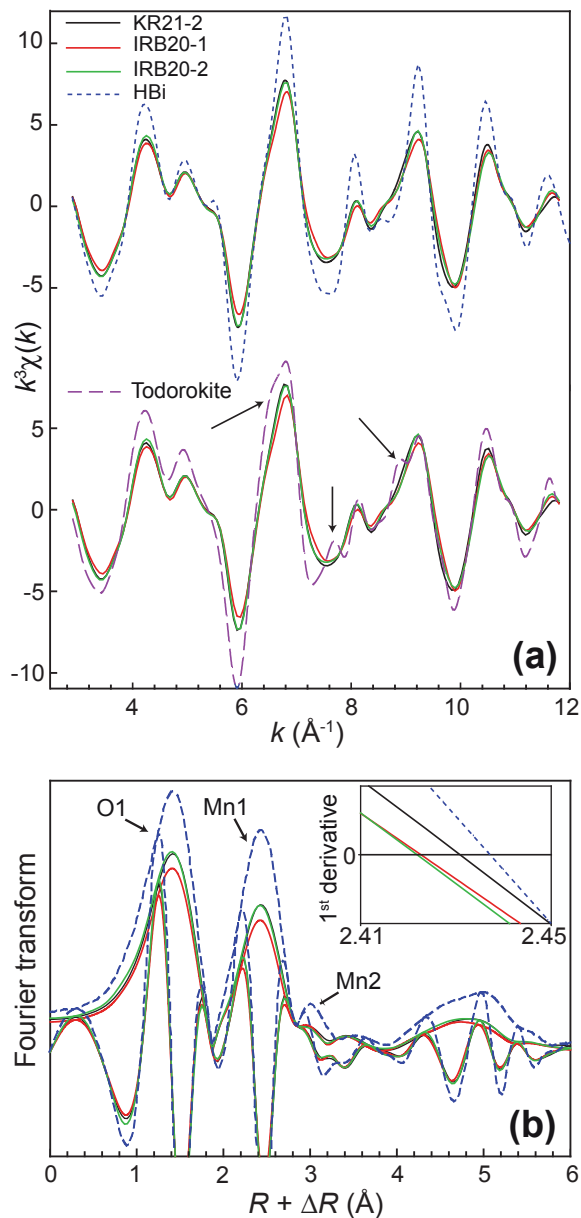 KR21-2
IRB20-1
IRB20-2
HBi
10
5
0
-5
k³χ(k)
Todorokite
5
0
-5
-10
(a)
4 6 8 10 12
k (Å⁻¹)
O1
Mn1
Mn2
1st derivative
0
2.41 2.45
Fourier transform
(b)
0 1 2 3 4 5 6
R + ΔR (Å)